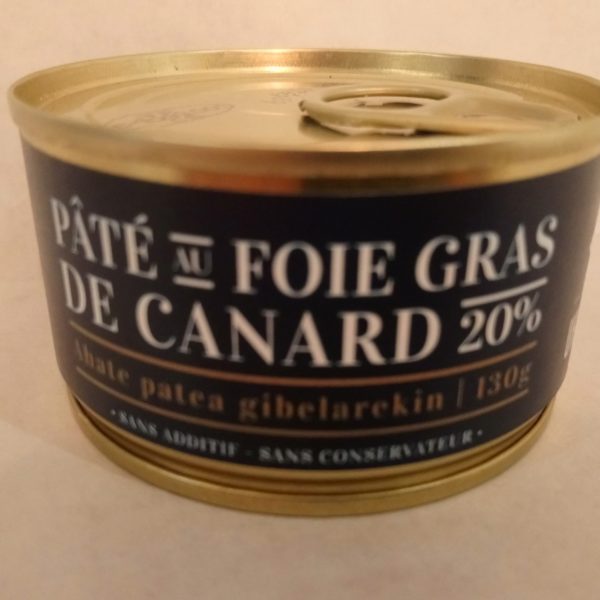 PÂTÉ AU FOIE GRAS
DE CANARD 20%
Ahate patea gibelarekin | 130g
• SANS ADDITIF - SANS CONSERVATEUR •